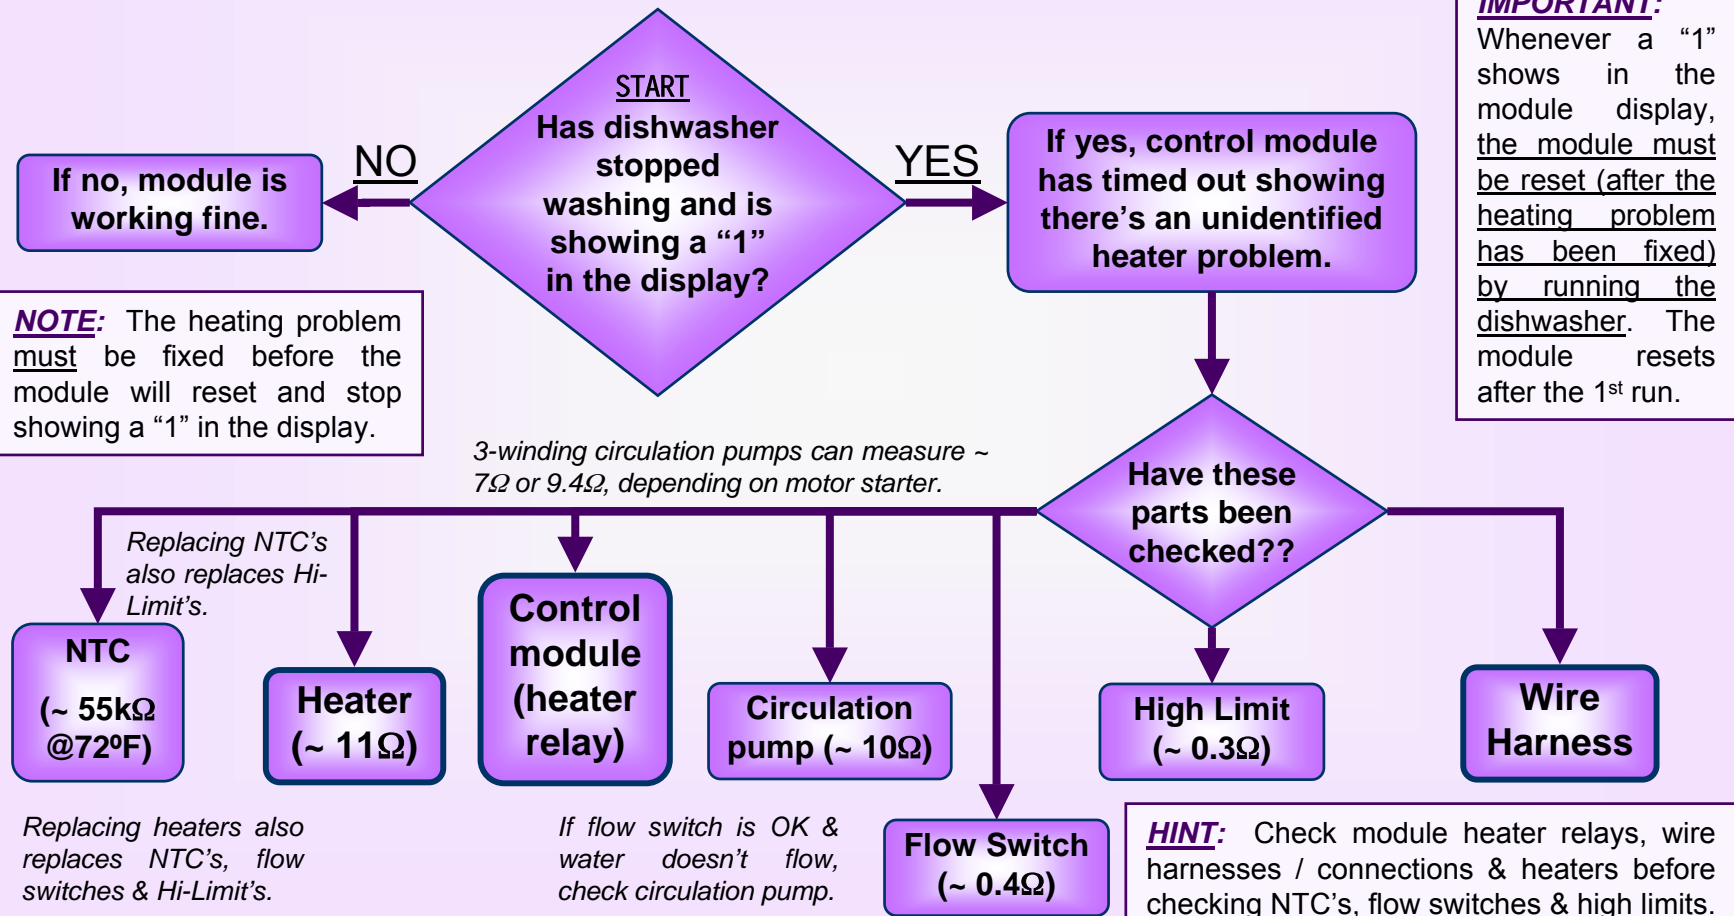 START
Has dishwasher
stopped
washing and is
showing a “1”
in the display?
NO
YES
If no, module is
working fine.
If yes, control module
has timed out showing
there’s an unidentified
heater problem.
IMPORTANT:
Whenever a “1”
shows in the
module display,
the module must
be reset (after the
heating problem
has been fixed)
by running the
dishwasher. The
module resets
after the 1st run.
NOTE: The heating problem
must be fixed before the
module will reset and stop
showing a “1” in the display.
3-winding circulation pumps can measure ~
7Ω or 9.4Ω, depending on motor starter.
Have these
parts been
checked??
Replacing NTC’s
also replaces Hi-
Limit’s.
NTC
(~ 55kΩ
@72ºF)
Heater
(~ 11Ω)
Control
module
(heater
relay)
Circulation
pump (~ 10Ω)
Flow Switch
(~ 0.4Ω)
High Limit
(~ 0.3Ω)
Wire
Harness
Replacing heaters also
replaces NTC’s, flow
switches & Hi-Limit’s.
If flow switch is OK &
water doesn’t flow,
check circulation pump.
HINT: Check module heater relays, wire
harnesses / connections & heaters before
checking NTC’s, flow switches & high limits.